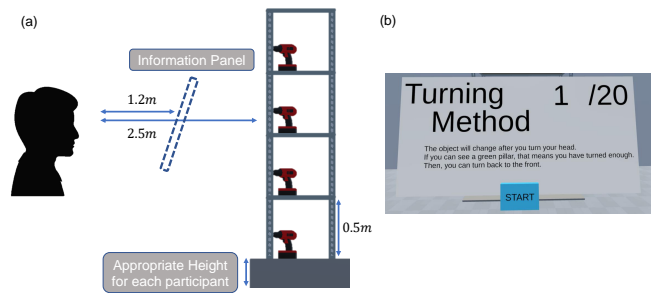 (a)
Information Panel
1.2m
2.5m
0.5m
Appropriate Height
for each participant
(b)
Turning 1 /20
Method
The object will change after you turn your head.
If you can see a green pillar, that means you have turned enough.
Then, you can turn back to the front.
START